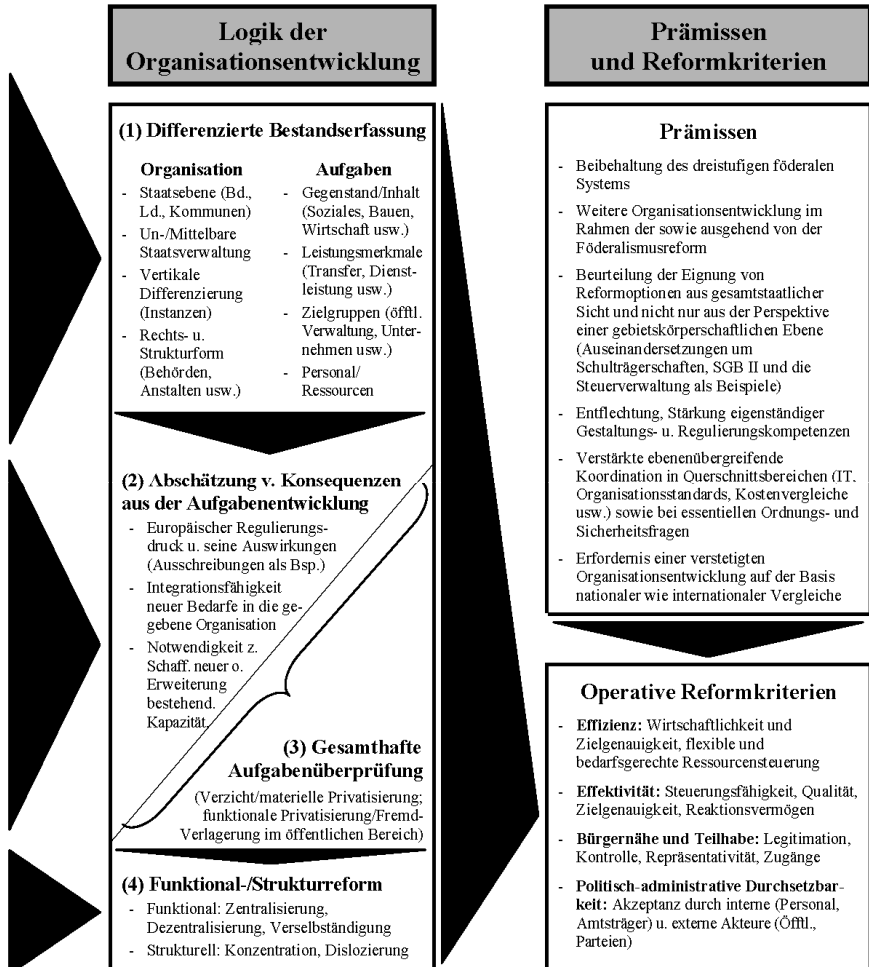 Logik der
Organisationsentwicklung
(1) Differenzierte Bestandserfassung
Organisation
- Staatsebene (Bd.,
Ld., Kommunen)
- Un-/Mittelbare
Staatsverwaltung
- Vertikale
Differenzierung
(Instanzen)
- Rechts- u.
Strukturform
(Behörden,
Anstalten usw.)
Aufgaben
- Gegenstand/Inhalt
(Soziales, Bauen,
Wirtschaft usw.)
- Leistungsmerkmale
(Transfer, Dienst-
leistung usw.)
- Zielgruppen (öfftl.
Verwaltung, Unter-
nehmen usw.)
- Personal/
Ressourcen
(2) Abschätzung v. Konsequenzen
aus der Aufgabenentwicklung
- Europäischer Regulierungs-
druck u. seine Auswirkungen
(Ausschreibungen als Bsp.)
- Integrationsfähigkeit
neuer Bedarfe in die ge-
gebene Organisation
- Notwendigkeit z.
Schaff. neuer o.
Erweiterung
bestehend.
Kapazität
(3) Gesamthafte
Aufgabenüberprüfung
(Verzicht/materielle Privatisierung;
funktionale Privatisierung/Fremd-
Verlagerung im öffentlichen Bereich)
(4) Funktional-/Strukturreform
- Funktional: Zentralisierung,
Dezentralisierung, Verselbständigung
- Strukturell: Konzentration, Dislozierung
Prämissen
und Reformkriterien
Prämissen
- Beibehaltung des dreistufigen föderalen
Systems
- Weitere Organisationsentwicklung im
Rahmen der sowie ausgehend von der
Föderalismusreform
- Beurteilung der Eignung von
Reformoptionen aus gesamtstaatlicher
Sicht und nicht nur aus der Perspektive
einer gebietskörperschaftlichen Ebene
(Auseinandersetzungen um
Schulträgerschaften, SGB II und die
Steuerverwaltung als Beispiele)
- Entflechtung, Stärkung eigenständiger
Gestaltungs- u. Regulierungskompetenzen
- Verstärkte ebenenübergreifende
Koordination in Querschnittsbereichen (IT,
Organisationsstandards, Kostenvergleiche
usw.) sowie bei essentiellen Ordnungs- und
Sicherheitsfragen
- Erfordernis einer verstetigten
Organisationsentwicklung auf der Basis
nationaler wie internationaler Vergleiche
Operative Reformkriterien
- Effizienz: Wirtschaftlichkeit und
Zielgenauigkeit, flexible und
bedarfsgerechte Ressourcensteuerung
- Effektivität: Steuerungsfähigkeit, Qualität,
Zielgenauigkeit, Reaktionsvermögen
- Bürgernähe und Teilhabe: Legitimation,
Kontrolle, Repräsentativität, Zugänge
- Politisch-administrative Durchsetzbar-
keit: Akzeptanz durch interne (Personal,
Amtsträger) u. externe Akteure (Öfftl.,
Parteien)